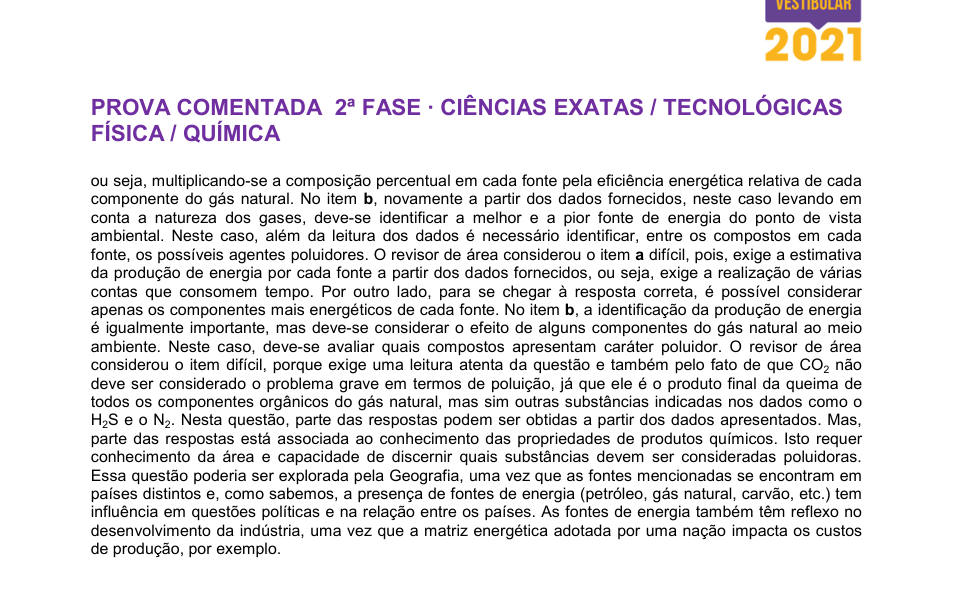 VESTIBULAR
2021
PROVA COMENTADA 2ª FASE · CIÊNCIAS EXATAS / TECNOLÓGICAS
FÍSICA / QUÍMICA
ou seja, multiplicando-se a composição percentual em cada fonte pela eficiência energética relativa de cada
componente do gás natural. No item b, novamente a partir dos dados fornecidos, neste caso levando em
conta a natureza dos gases, deve-se identificar a melhor e a pior fonte de energia do ponto de vista
ambiental. Neste caso, além da leitura dos dados é necessário identificar, entre os compostos em cada
fonte, os possíveis agentes poluidores. O revisor de área considerou o item a difícil, pois, exige a estimativa
da produção de energia por cada fonte a partir dos dados fornecidos, ou seja, exige a realização de várias
contas que consomem tempo. Por outro lado, para se chegar à resposta correta, é possível considerar
apenas os componentes mais energéticos de cada fonte. No item b, a identificação da produção de energia
é igualmente importante, mas deve-se considerar o efeito de alguns componentes do gás natural ao meio
ambiente. Neste caso, deve-se avaliar quais compostos apresentam caráter poluidor. O revisor de área
considerou o item difícil, porque exige uma leitura atenta da questão e também pelo fato de que CO₂ não
deve ser considerado o problema grave em termos de poluição, já que ele é o produto final da queima de
todos os componentes orgânicos do gás natural, mas sim outras substâncias indicadas nos dados como o
H₂S e o N₂. Nesta questão, parte das respostas podem ser obtidas a partir dos dados apresentados. Mas,
parte das respostas está associada ao conhecimento das propriedades de produtos químicos. Isto requer
conhecimento da área e capacidade de discernir quais substâncias devem ser consideradas poluidoras.
Essa questão poderia ser explorada pela Geografia, uma vez que as fontes mencionadas se encontram em
países distintos e, como sabemos, a presença de fontes de energia (petróleo, gás natural, carvão, etc.) tem
influência em questões políticas e na relação entre os países. As fontes de energia também têm reflexo no
desenvolvimento da indústria, uma vez que a matriz energética adotada por uma nação impacta os custos
de produção, por exemplo.